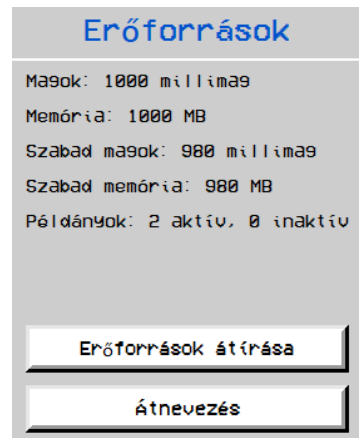 Erőforrások
Magok: 1000 millimag
Memória: 1000 MB
Szabad magok: 980 millimag
Szabad memória: 980 MB
Példányok: 2 aktív, 0 inaktív
Erőforrások átírása
Átnevezés